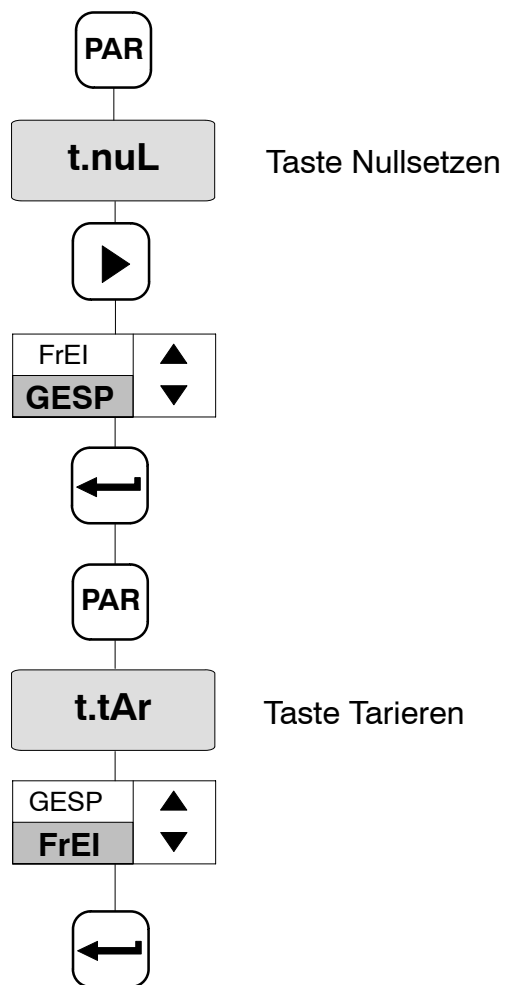 PAR
t.nuL Taste Nullsetzen
FrEI
GESP
PAR
t.tAr Taste Tarieren
GESP
FrEI